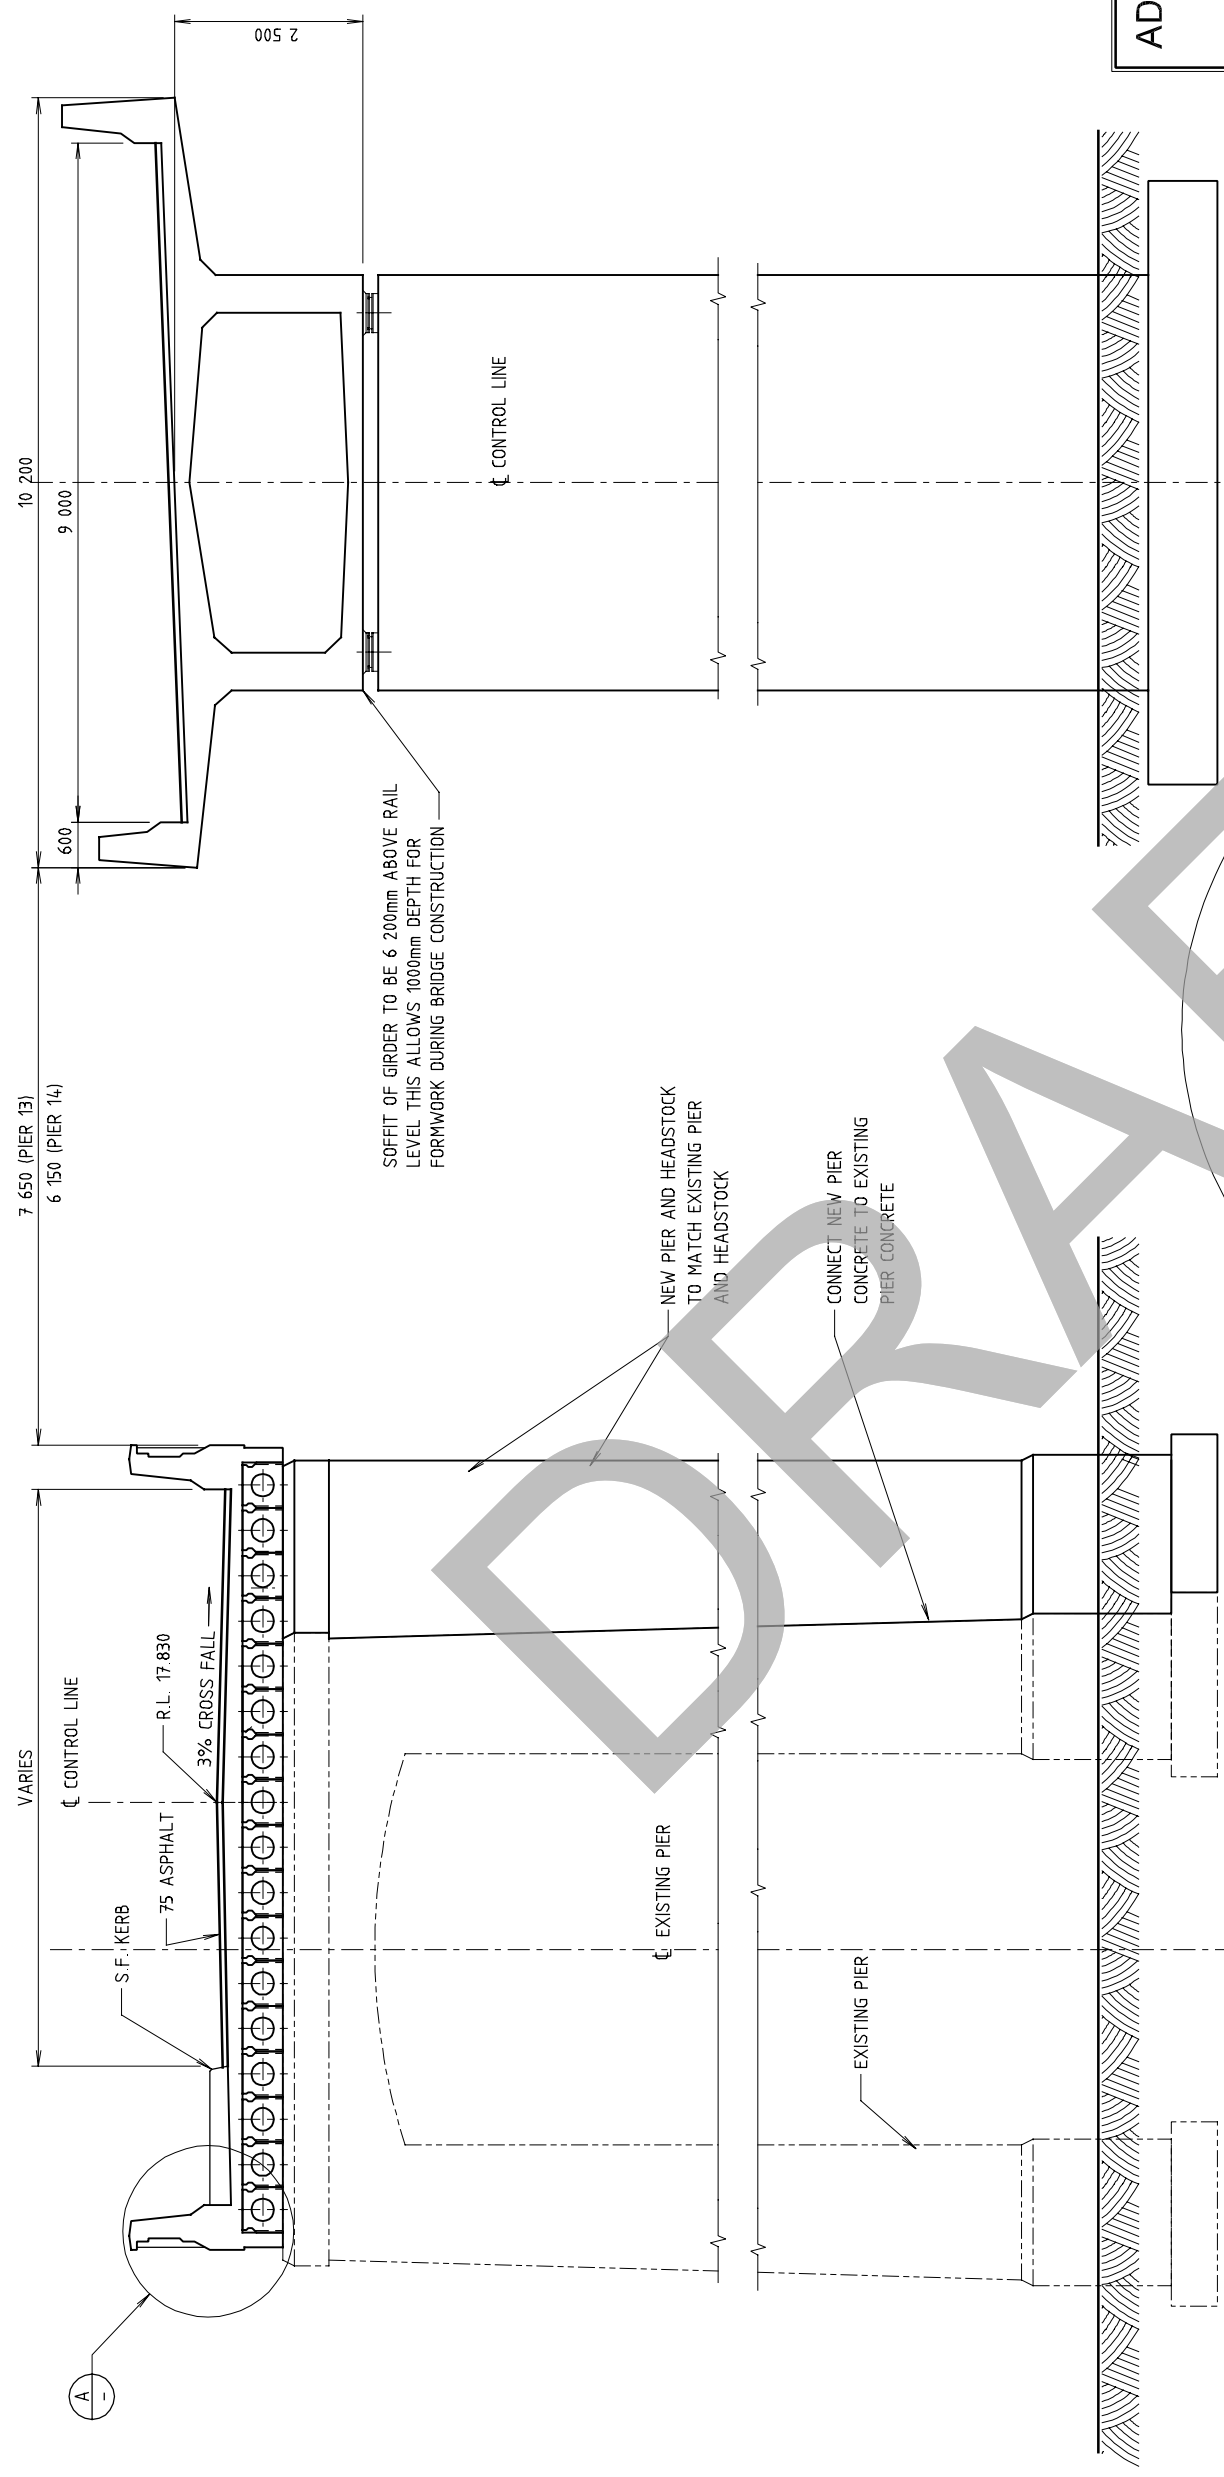 A
-
S.F. KERB
75 ASPHALT
VARIES
℄ CONTROL LINE
R.L. 17.830
3% CROSS FALL
℄ EXISTING PIER
EXISTING PIER
7 650 (PIER 13)
6 150 (PIER 14)
NEW PIER AND HEADSTOCK
TO MATCH EXISTING PIER
AND HEADSTOCK
CONNECT NEW PIER
CONCRETE TO EXISTING
PIER CONCRETE
SOFFIT OF GIRDER TO BE 6 200mm ABOVE RAIL
LEVEL THIS ALLOWS 1000mm DEPTH FOR
FORMWORK DURING BRIDGE CONSTRUCTION
600
10 200
9 000
℄ CONTROL LINE
2 500
AD
DRAF